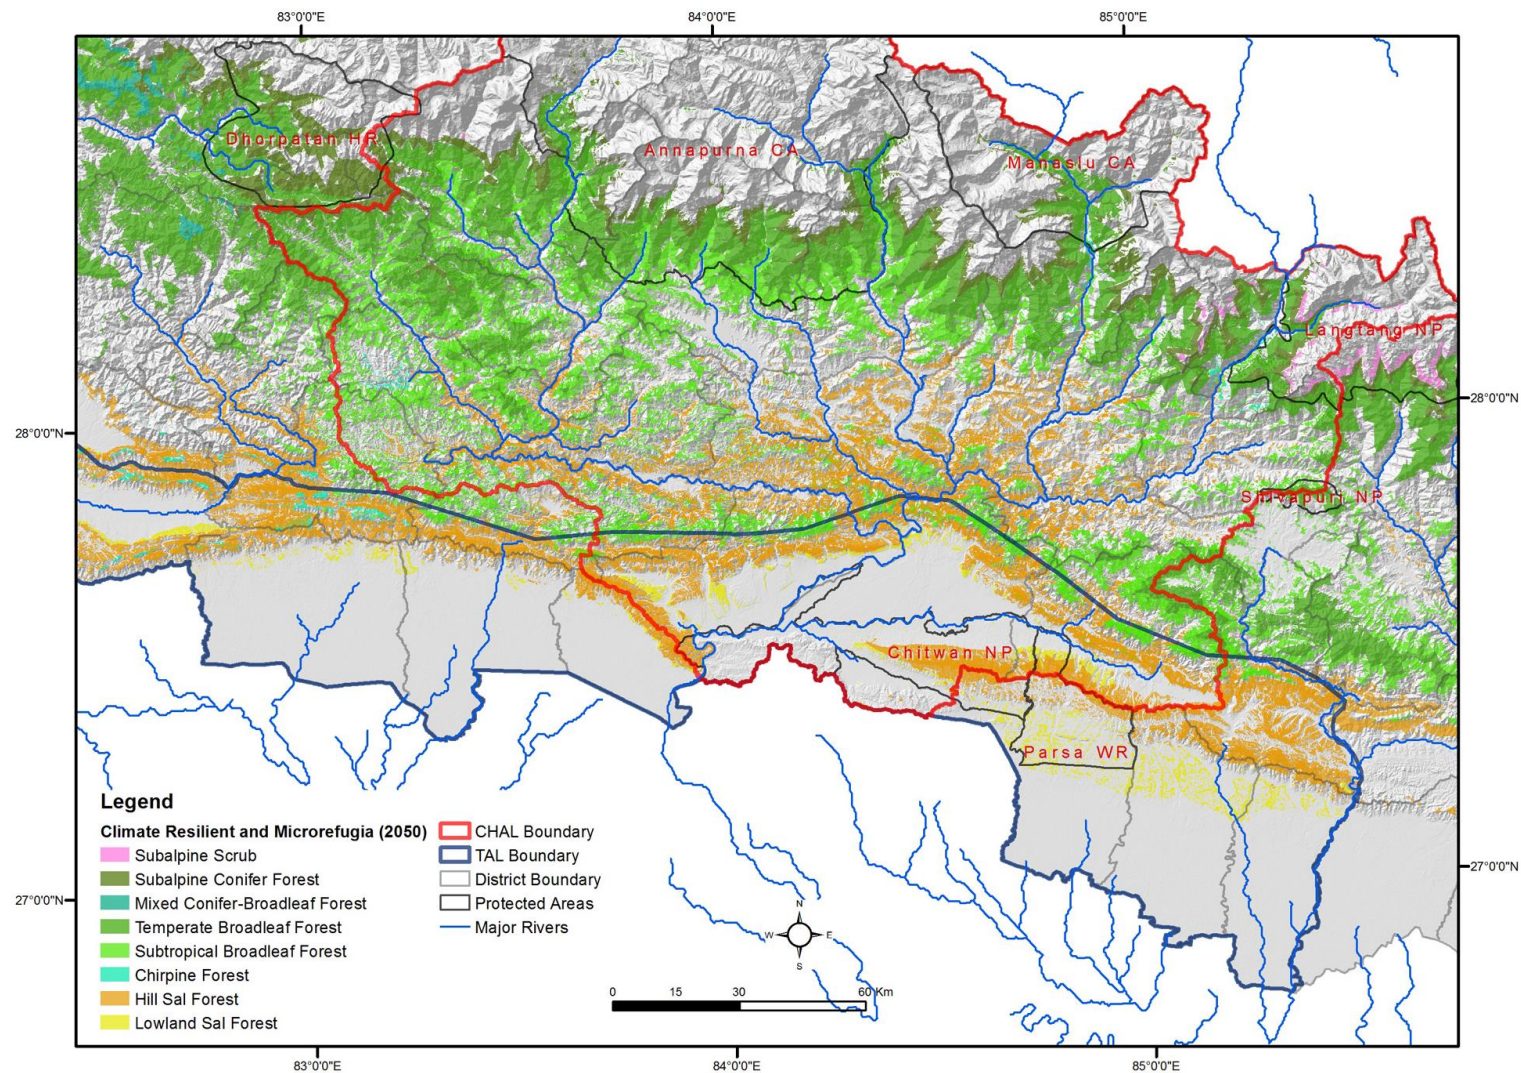 83°0'0"E 84°0'0"E 85°0'0"E
Dhorpatan HR
Annapurna CA
Manaslu CA
Langtang NP
28°0'0"N
28°0'0"N
Shivapuri NP
Chitwan NP
Parsa WR
Legend
Climate Resilient and Microrefugia (2050)
Subalpine Scrub
Subalpine Conifer Forest
Mixed Conifer-Broadleaf Forest
Temperate Broadleaf Forest
Subtropical Broadleaf Forest
Chirpine Forest
Hill Sal Forest
Lowland Sal Forest
CHAL Boundary
TAL Boundary
District Boundary
Protected Areas
Major Rivers
27°0'0"N
27°0'0"N
N
W E
S
0 15 30 60 Km
83°0'0"E 84°0'0"E 85°0'0"E